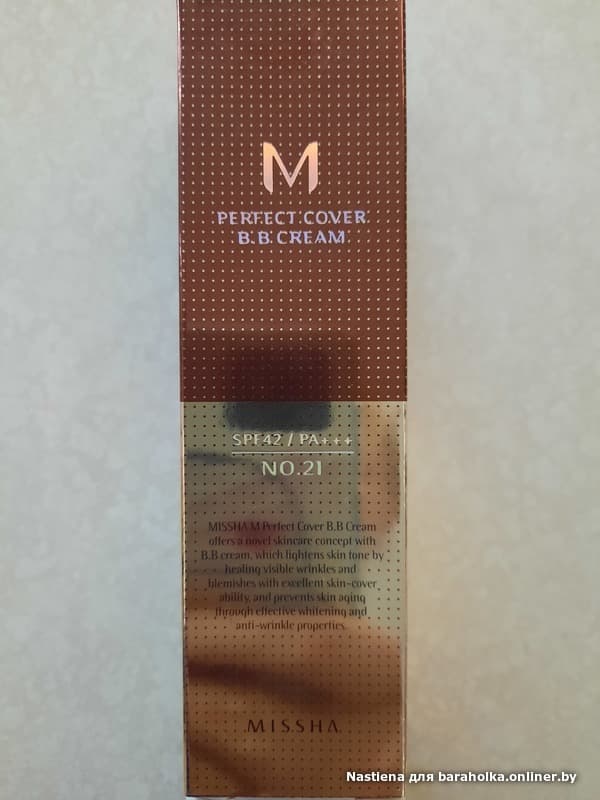 M
PERFECT COVER
B.B CREAM
SPF42 / PA+++
NO.21
MISSHA M Perfect Cover B.B Cream
offers a novel skincare concept with
B.B cream, which lightens skin tone by
healing visible wrinkles and
blemishes with excellent skin-cover
ability, and prevents skin aging
through effective whitening and
anti-wrinkle properties.
MISSHA
Nastiena для baraholka.onliner.by